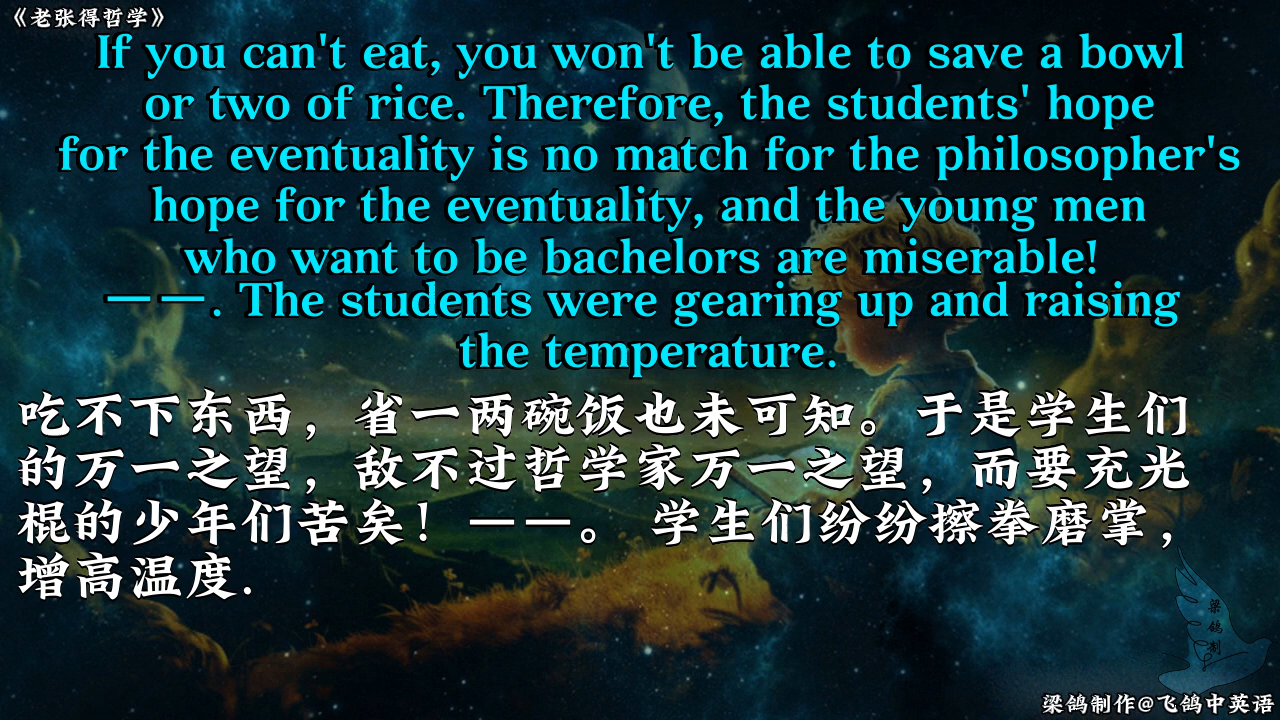 《老张得哲学》
If you can't eat, you won't be able to save a bowl
or two of rice. Therefore, the students' hope
for the eventuality is no match for the philosopher's
hope for the eventuality, and the young men
who want to be bachelors are miserable!
一一. The students were gearing up and raising
the temperature.
吃不下东西，省一两碗饭也未可知。于是学生们
的万一之望，敌不过哲学家万一之望，而要充光
棍的少年们苦矣！一一。 学生们纷纷擦拳磨掌，
增高温度.
梁
鸽
制
梁鸽制作@飞鸽中英语